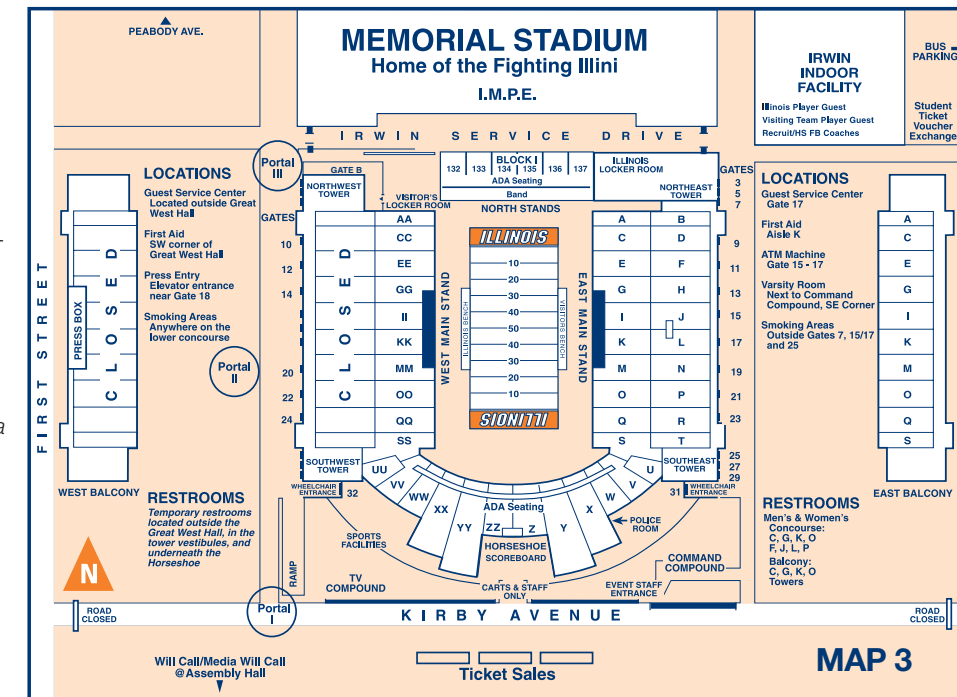 PEABODY AVE.
MEMORIAL STADIUM
Home of the Fighting Illini
I.M.P.E.
IRWIN
INDOOR
FACILITY
Illinois Player Guest
Visiting Team Player Guest
Recruit/HS FB Coaches
BUS
PARKING
Student
Ticket
Voucher
Exchange
IRWIN SERVICE DRIVE
Portal
III
GATE B
NORTHWEST
TOWER
VISITOR'S
LOCKER ROOM
BLOCK I
132 133 134 135 136 137
ADA Seating
Band
NORTH STANDS
ILLINOIS
LOCKER ROOM
NORTHEAST
TOWER
GATES
3
5
7
9
11
13
15
17
19
21
23
25
27
29
LOCATIONS
Guest Service Center
Located outside Great
West Hall
First Aid
SW corner of
Great West Hall
Press Entry
Elevator entrance
near Gate 18
Smoking Areas
Anywhere on the
lower concourse
Portal
II
GATES
10
12
14
20
22
24
FIRST STREET
PRESS BOX
CLOSED
WEST BALCONY
CLOSED
AA
CC
EE
GG
II
KK
MM
OO
QQ
SS
WEST MAIN STAND
ILLINOIS BENCH
ILLINOIS
10
20
30
40
50
40
30
20
10
ILLINOIS
VISITORS BENCH
EAST MAIN STAND
A B
C D
E F
G H
I J
K L
M N
O P
Q R
S T
LOCATIONS
Guest Service Center
Gate 17
First Aid
Aisle K
ATM Machine
Gate 15 - 17
Varsity Room
Next to Command
Compound, SE Corner
Smoking Areas
Outside Gates 7, 15/17
and 25
A
C
E
G
I
K
M
O
Q
S
EAST BALCONY
a
RESTROOMS
Temporary restrooms
located outside the
Great West Hall, in the
tower vestibules, and
underneath the
Horseshoe
N
SOUTHWEST
TOWER
WHEELCHAIR
ENTRANCE
32
UU
VV
WW
XX
YY
ZZ
Z
Y
X
W
V
U
ADA Seating
HORSESHOE
SCOREBOARD
SOUTHEAST
TOWER
31
WHEELCHAIR
ENTRANCE
POLICE
ROOM
SPORTS
FACILITIES
RAMP
TV
COMPOUND
CARTS & STAFF
ONLY
EVENT STAFF
ENTRANCE
COMMAND
COMPOUND
RESTROOMS
Men's & Women's
Concourse:
C, G, K, O
F, J, L, P
Balcony:
C, G, K, O
Towers
ROAD
CLOSED
Portal
I
KIRBY AVENUE
ROAD
CLOSED
Will Call/Media Will Call
@Assembly Hall
Ticket Sales
MAP 3